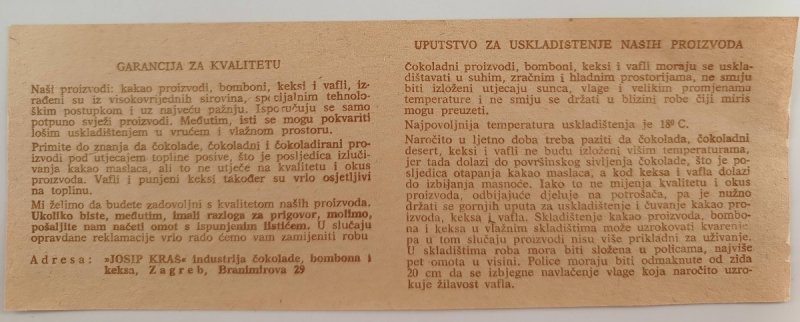 GARANCIJA ZA KVALITETU
Naši proizvodi: kakao proizvodi, bomboni, keksi i vafli, iz-
rađeni su iz visokovrijednih sirovina, specijalnim tehnolo-
škim postupkom i uz najveću pažnju. Isporučuju se samo
potpuno svježi proizvodi. Međutim, isti se mogu pokvariti
lošim uskladištenjem u vrućem i vlažnom prostoru.
Primite do znanja da čokolade, čokoladni i čokoladirani pro-
izvodi pod utjecajem topline posive, što je posljedica izluči-
vanja kakao maslaca, ali to ne utječe na kvalitetu i okus
proizvoda. Vafli i punjeni keksi također su vrlo osjetljivi
na toplinu.
Mi želimo da budete zadovoljni s kvalitetom naših proizvoda.
Ukoliko biste, međutim, imali razloga za prigovor, molimo,
pošaljite nam načeti omot s ispunjenim listićem. U slučaju
opravdane reklamacije vrlo rado ćemo vam zamijeniti robu
Adresa: »JOSIP KRAŠ« industrija čokolade, bombona i
keksa, Zagreb, Branimirova 29
UPUTSTVO ZA USKLADIŠTENJE NAŠIH PROIZVODA
Čokoladni proizvodi, bomboni, keksi i vafli moraju se uskla-
dištavati u suhim, zračnim i hladnim prostorijama, ne smiju
biti izloženi utjecaju sunca, vlage i velikim promjenama
temperature i ne smiju se držati u blizini robe čiji miris
mogu preuzeti.
Najpovoljnija temperatura uskladištenja je 18º C.
Naročito u ljetno doba treba paziti da čokolada, čokoladni
desert, keksi i vafli ne budu izloženi višim temperaturama,
jer tada dolazi do površinskog sivljenja čokolade, što je po-
sljedica otapanja kakao maslaca, a kod keksa i vafla dolazi
do izbijanja masnoće. Iako to ne mijenja kvalitetu i okus
proizvoda, odbijajuće djeluje na potrošača, pa je nužno
držati se gornjih uputa za uskladištenje i čuvanje kakao pro-
izvoda, keksa i vafla. Skladištenje kakao proizvoda, bombo-
na i keksa u vlažnim skladištima može uzrokovati kvarenje
pa u tom slučaju proizvodi nisu više prikladni za uživanje.
U skladištima roba mora biti složena u policama, najviše
pet omota u visini. Police moraju biti odmaknute od zida
20 cm da se izbjegne navlačenje vlage koja naročito uzro-
kuje žilavost vafla.